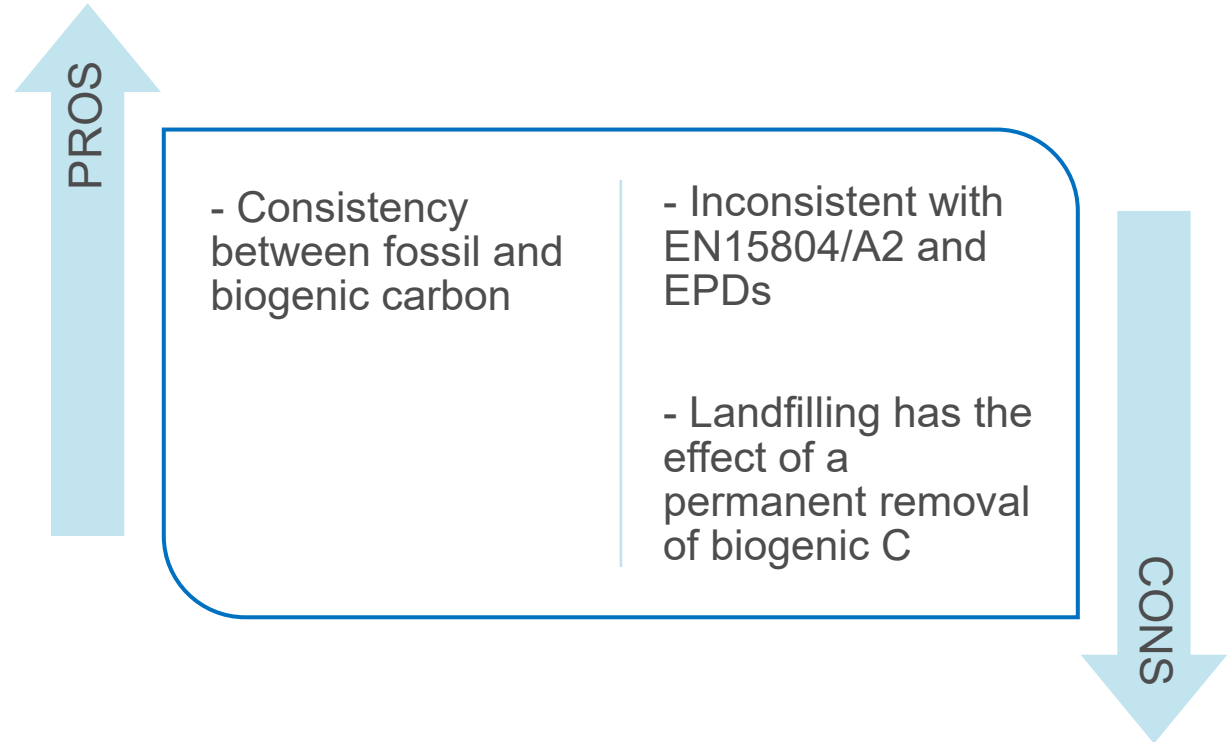 PROS
- Consistency
between fossil and
biogenic carbon
- Inconsistent with
EN15804/A2 and
EPDs
- Landfilling has the
effect of a
permanent removal
of biogenic C
CONS